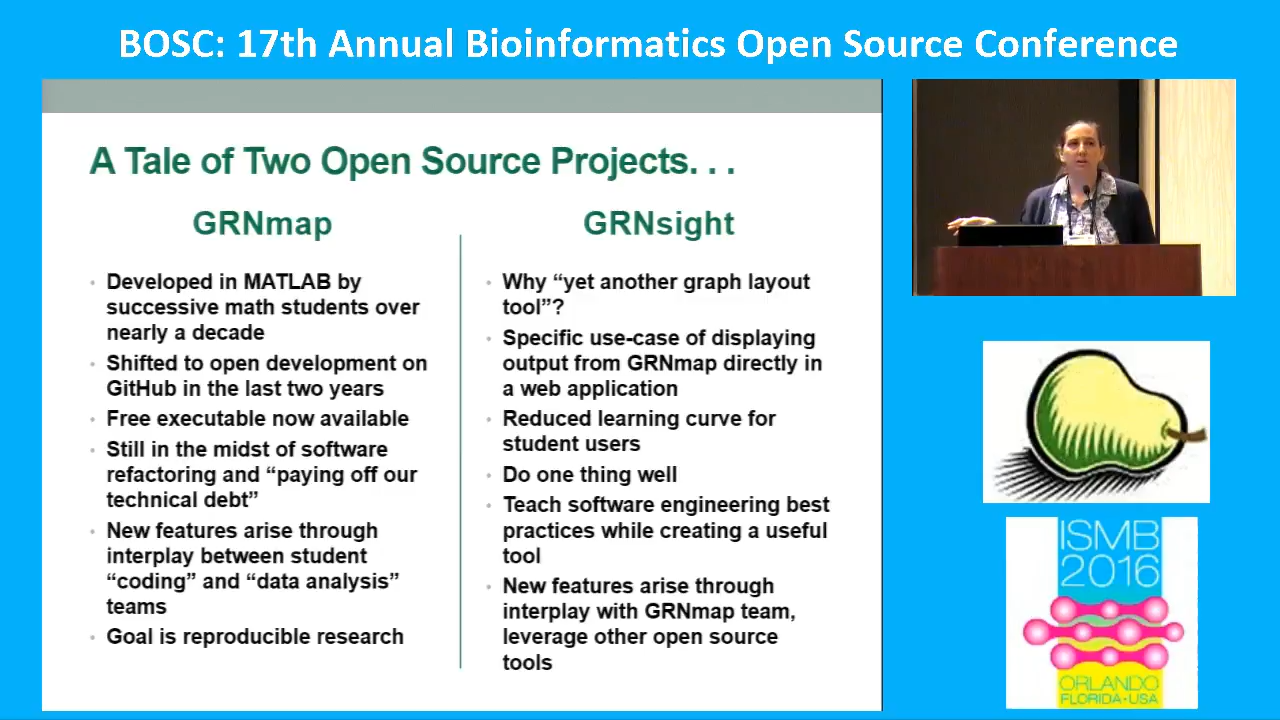 BOSC: 17th Annual Bioinformatics Open Source Conference
A Tale of Two Open Source Projects. . .
GRNmap
• Developed in MATLAB by
successive math students over
nearly a decade
• Shifted to open development on
GitHub in the last two years
• Free executable now available
• Still in the midst of software
refactoring and “paying off our
technical debt”
• New features arise through
interplay between student
“coding” and “data analysis”
teams
• Goal is reproducible research
GRNsight
• Why “yet another graph layout
tool”?
• Specific use-case of displaying
output from GRNmap directly in
a web application
• Reduced learning curve for
student users
• Do one thing well
• Teach software engineering best
practices while creating a useful
tool
• New features arise through
interplay with GRNmap team,
leverage other open source
tools
ISMB
2016
ORLANDO
FLORIDA•USA